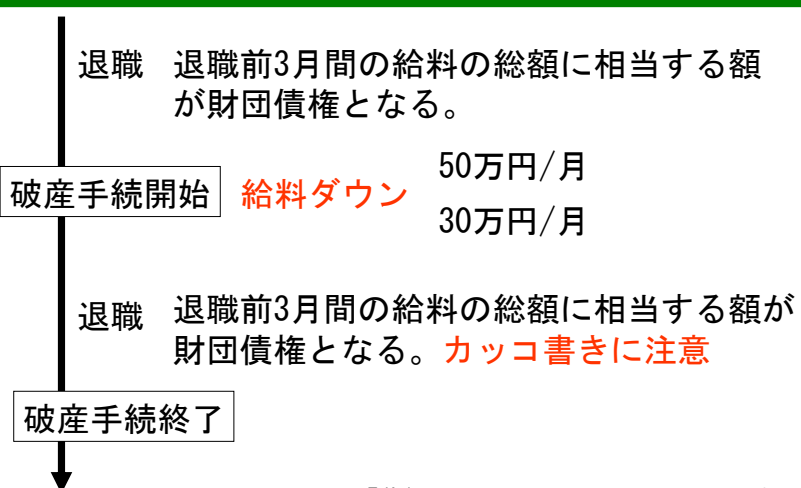 退職 退職前3月間の給料の総額に相当する額
が財団債権となる。
50万円/月
破産手続開始 給料ダウン
30万円/月
退職 退職前3月間の給料の総額に相当する額が
財団債権となる。カッコ書きに注意
破産手続終了